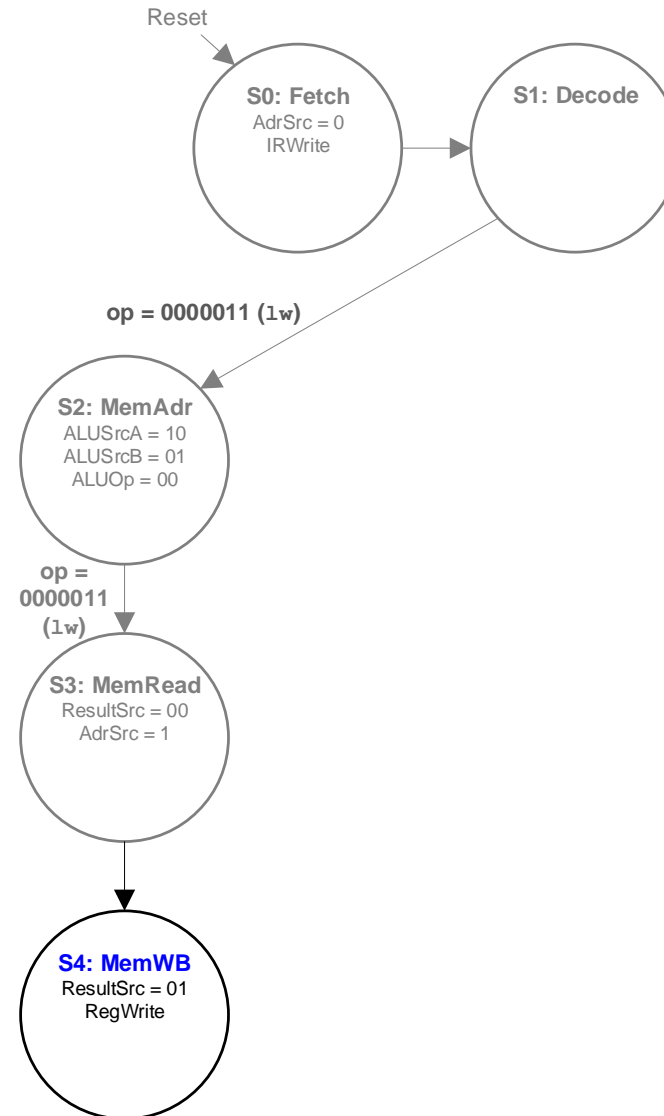 Reset
S0: Fetch
AdrSrc = 0
IRWrite
S1: Decode
op = 0000011 (lw)
S2: MemAdr
ALUSrcA = 10
ALUSrcB = 01
ALUOp = 00
op =
0000011
(lw)
S3: MemRead
ResultSrc = 00
AdrSrc = 1
S4: MemWB
ResultSrc = 01
RegWrite